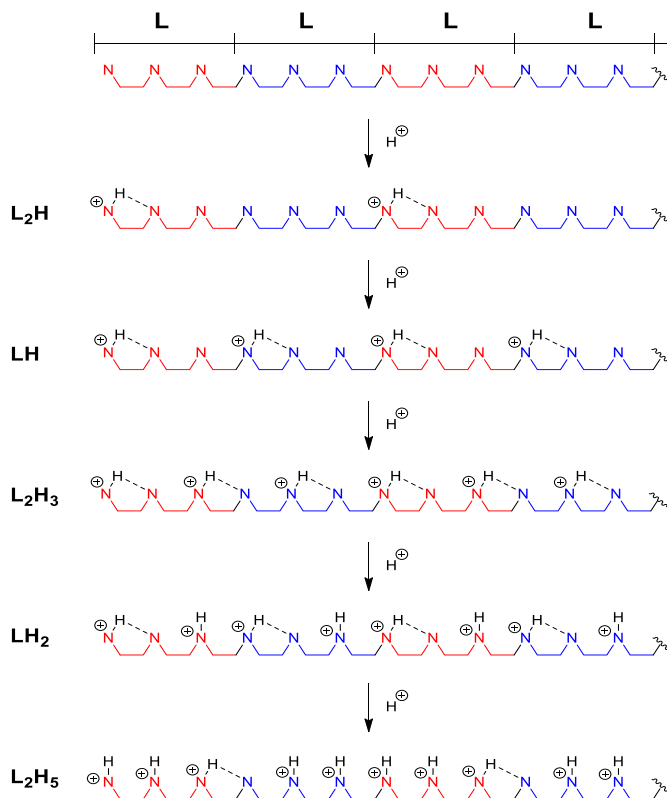 L L L L
N N N N N N N N N N N N
H⊕
L₂H ⊕ H N N N N N N ⊕ H N N N N N N
H⊕
LH ⊕ H N N N ⊕ H N N N ⊕ H N N N ⊕ H N N N
H⊕
L₂H₃ ⊕ H N N ⊕ H N N ⊕ H N N ⊕ H N N ⊕ H N N ⊕ H N N
H⊕
LH₂ ⊕ H N N ⊕ H N ⊕ H N N ⊕ H N ⊕ H N N ⊕ H N ⊕ H N N ⊕ H N
H⊕
L₂H₅ ⊕ H N ⊕ H N ⊕ H N N ⊕ H N ⊕ H N ⊕ H N ⊕ H N ⊕ H N N ⊕ H N ⊕ H N